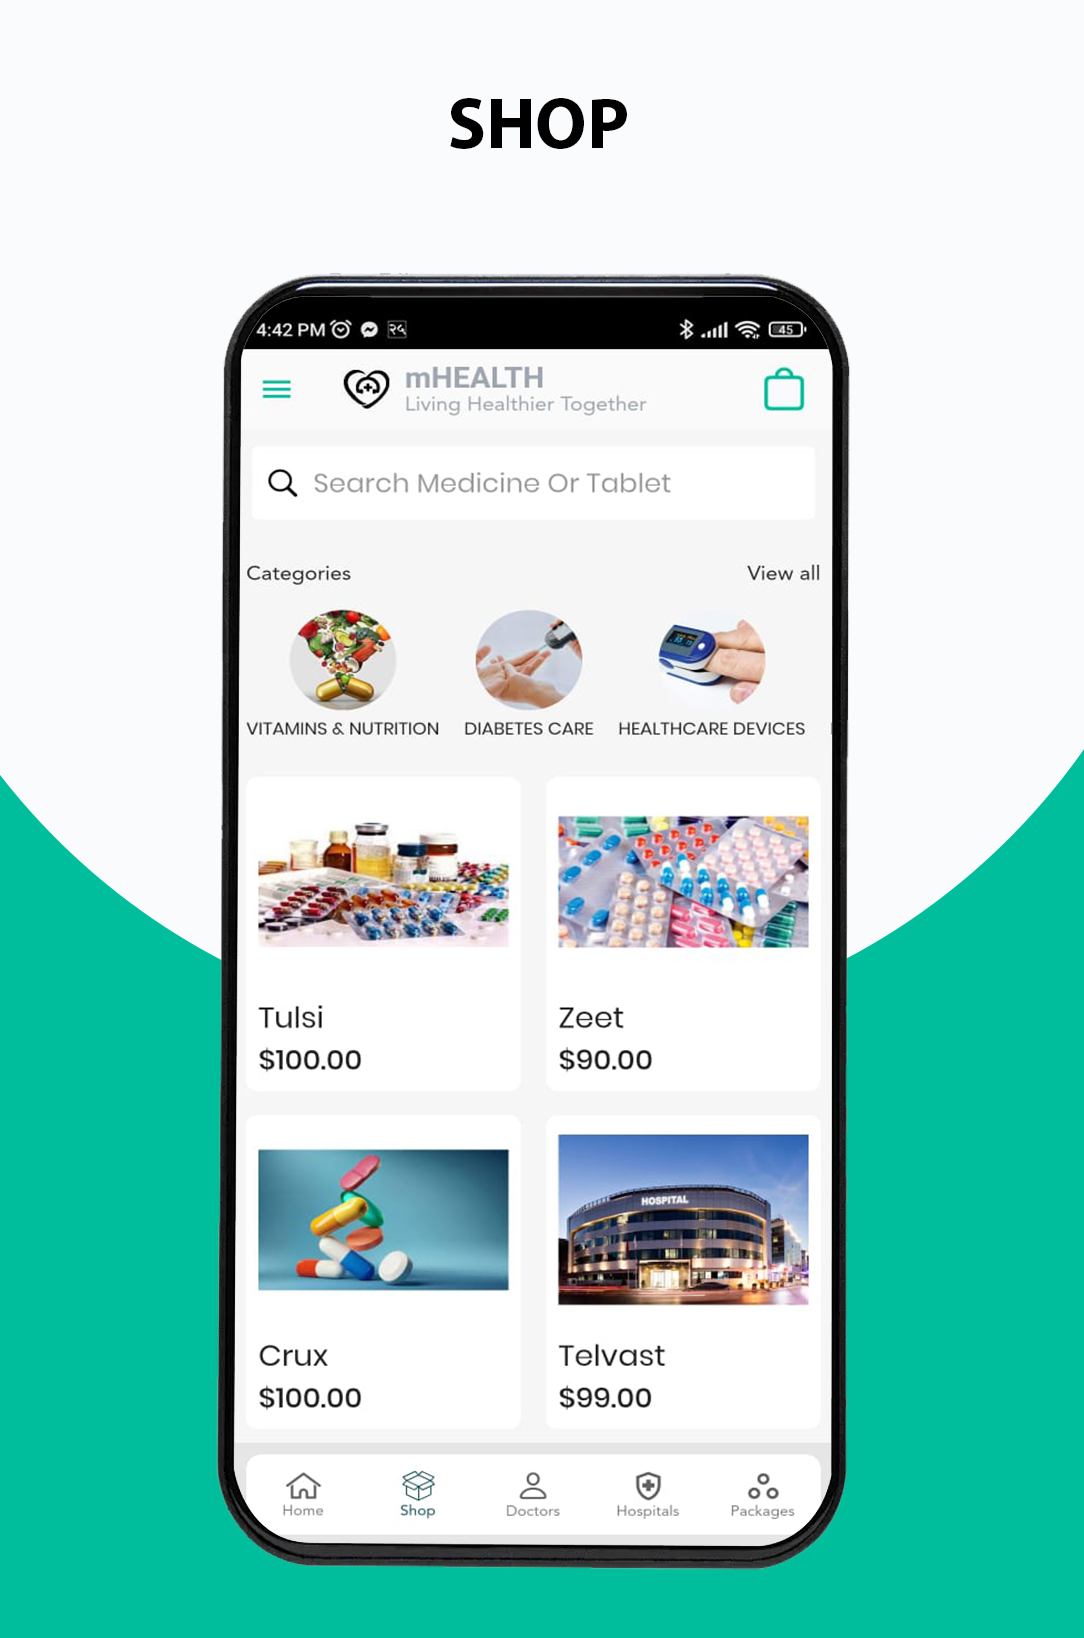 SHOP
4:42 PM
45
mHEALTH
Living Healthier Together
Search Medicine Or Tablet
Categories
View all
VITAMINS & NUTRITION
DIABETES CARE
HEALTHCARE DEVICES
Tulsi
$100.00
Zeet
$90.00
HOSPITAL
Crux
$100.00
Telvast
$99.00
Home
Shop
Doctors
Hospitals
Packages